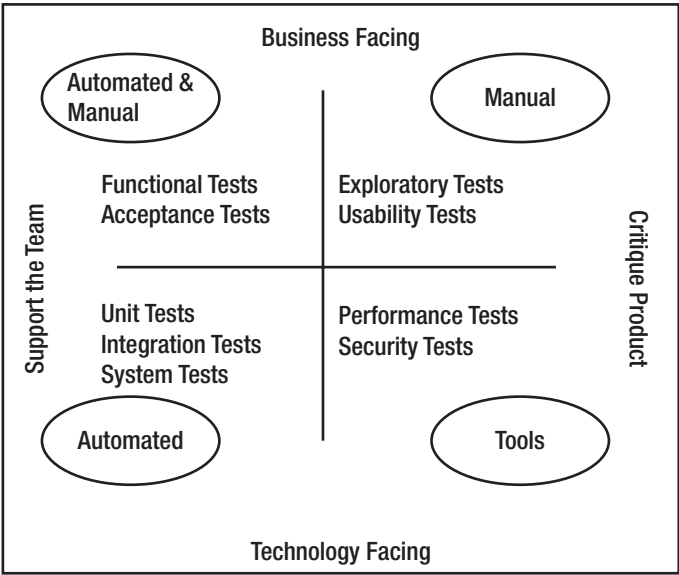 Business Facing
Automated &
Manual
Manual
Functional Tests
Acceptance Tests
Exploratory Tests
Usability Tests
Support the Team
Critique Product
Unit Tests
Integration Tests
System Tests
Performance Tests
Security Tests
Automated
Tools
Technology Facing